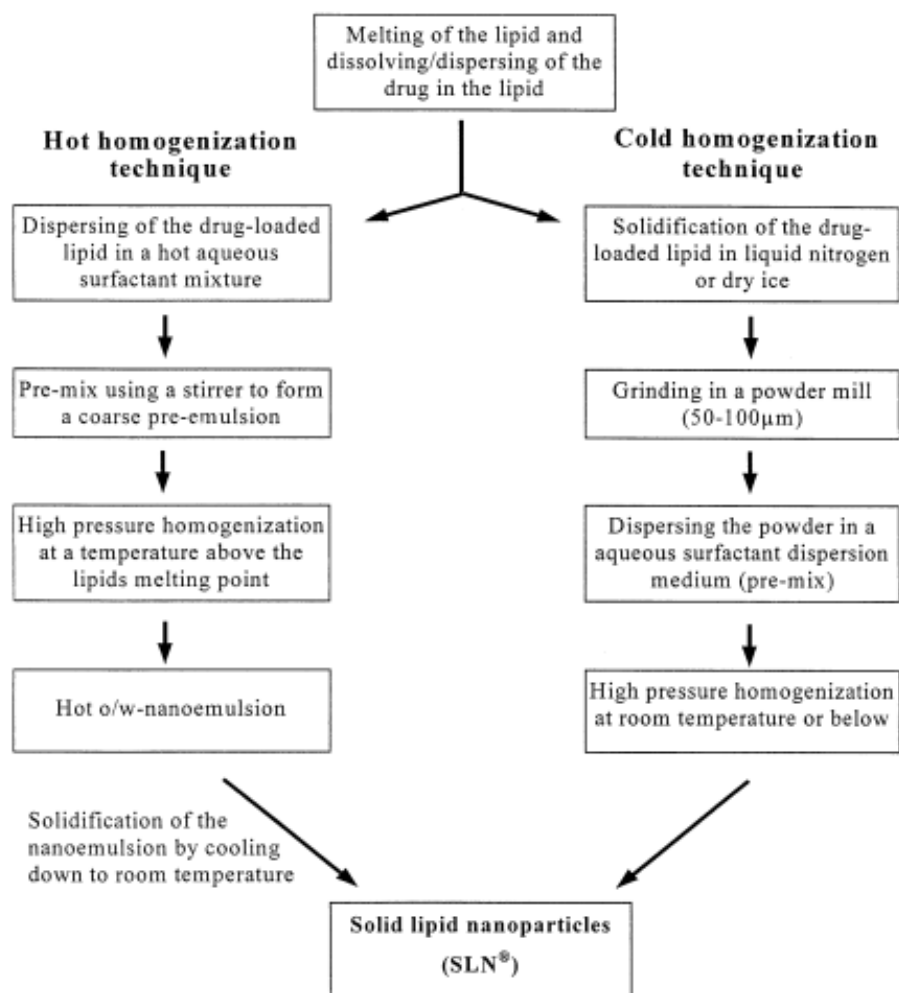 Melting of the lipid and
dissolving/dispersing of the
drug in the lipid
Hot homogenization
technique
Cold homogenization
technique
Dispersing of the drug-loaded
lipid in a hot aqueous
surfactant mixture
Solidification of the drug-
loaded lipid in liquid nitrogen
or dry ice
Pre-mix using a stirrer to form
a coarse pre-emulsion
Grinding in a powder mill
(50-100µm)
High pressure homogenization
at a temperature above the
lipids melting point
Dispersing the powder in a
aqueous surfactant dispersion
medium (pre-mix)
Hot o/w-nanoemulsion
High pressure homogenization
at room temperature or below
Solidification of the
nanoemulsion by cooling
down to room temperature
Solid lipid nanoparticles
(SLN®)